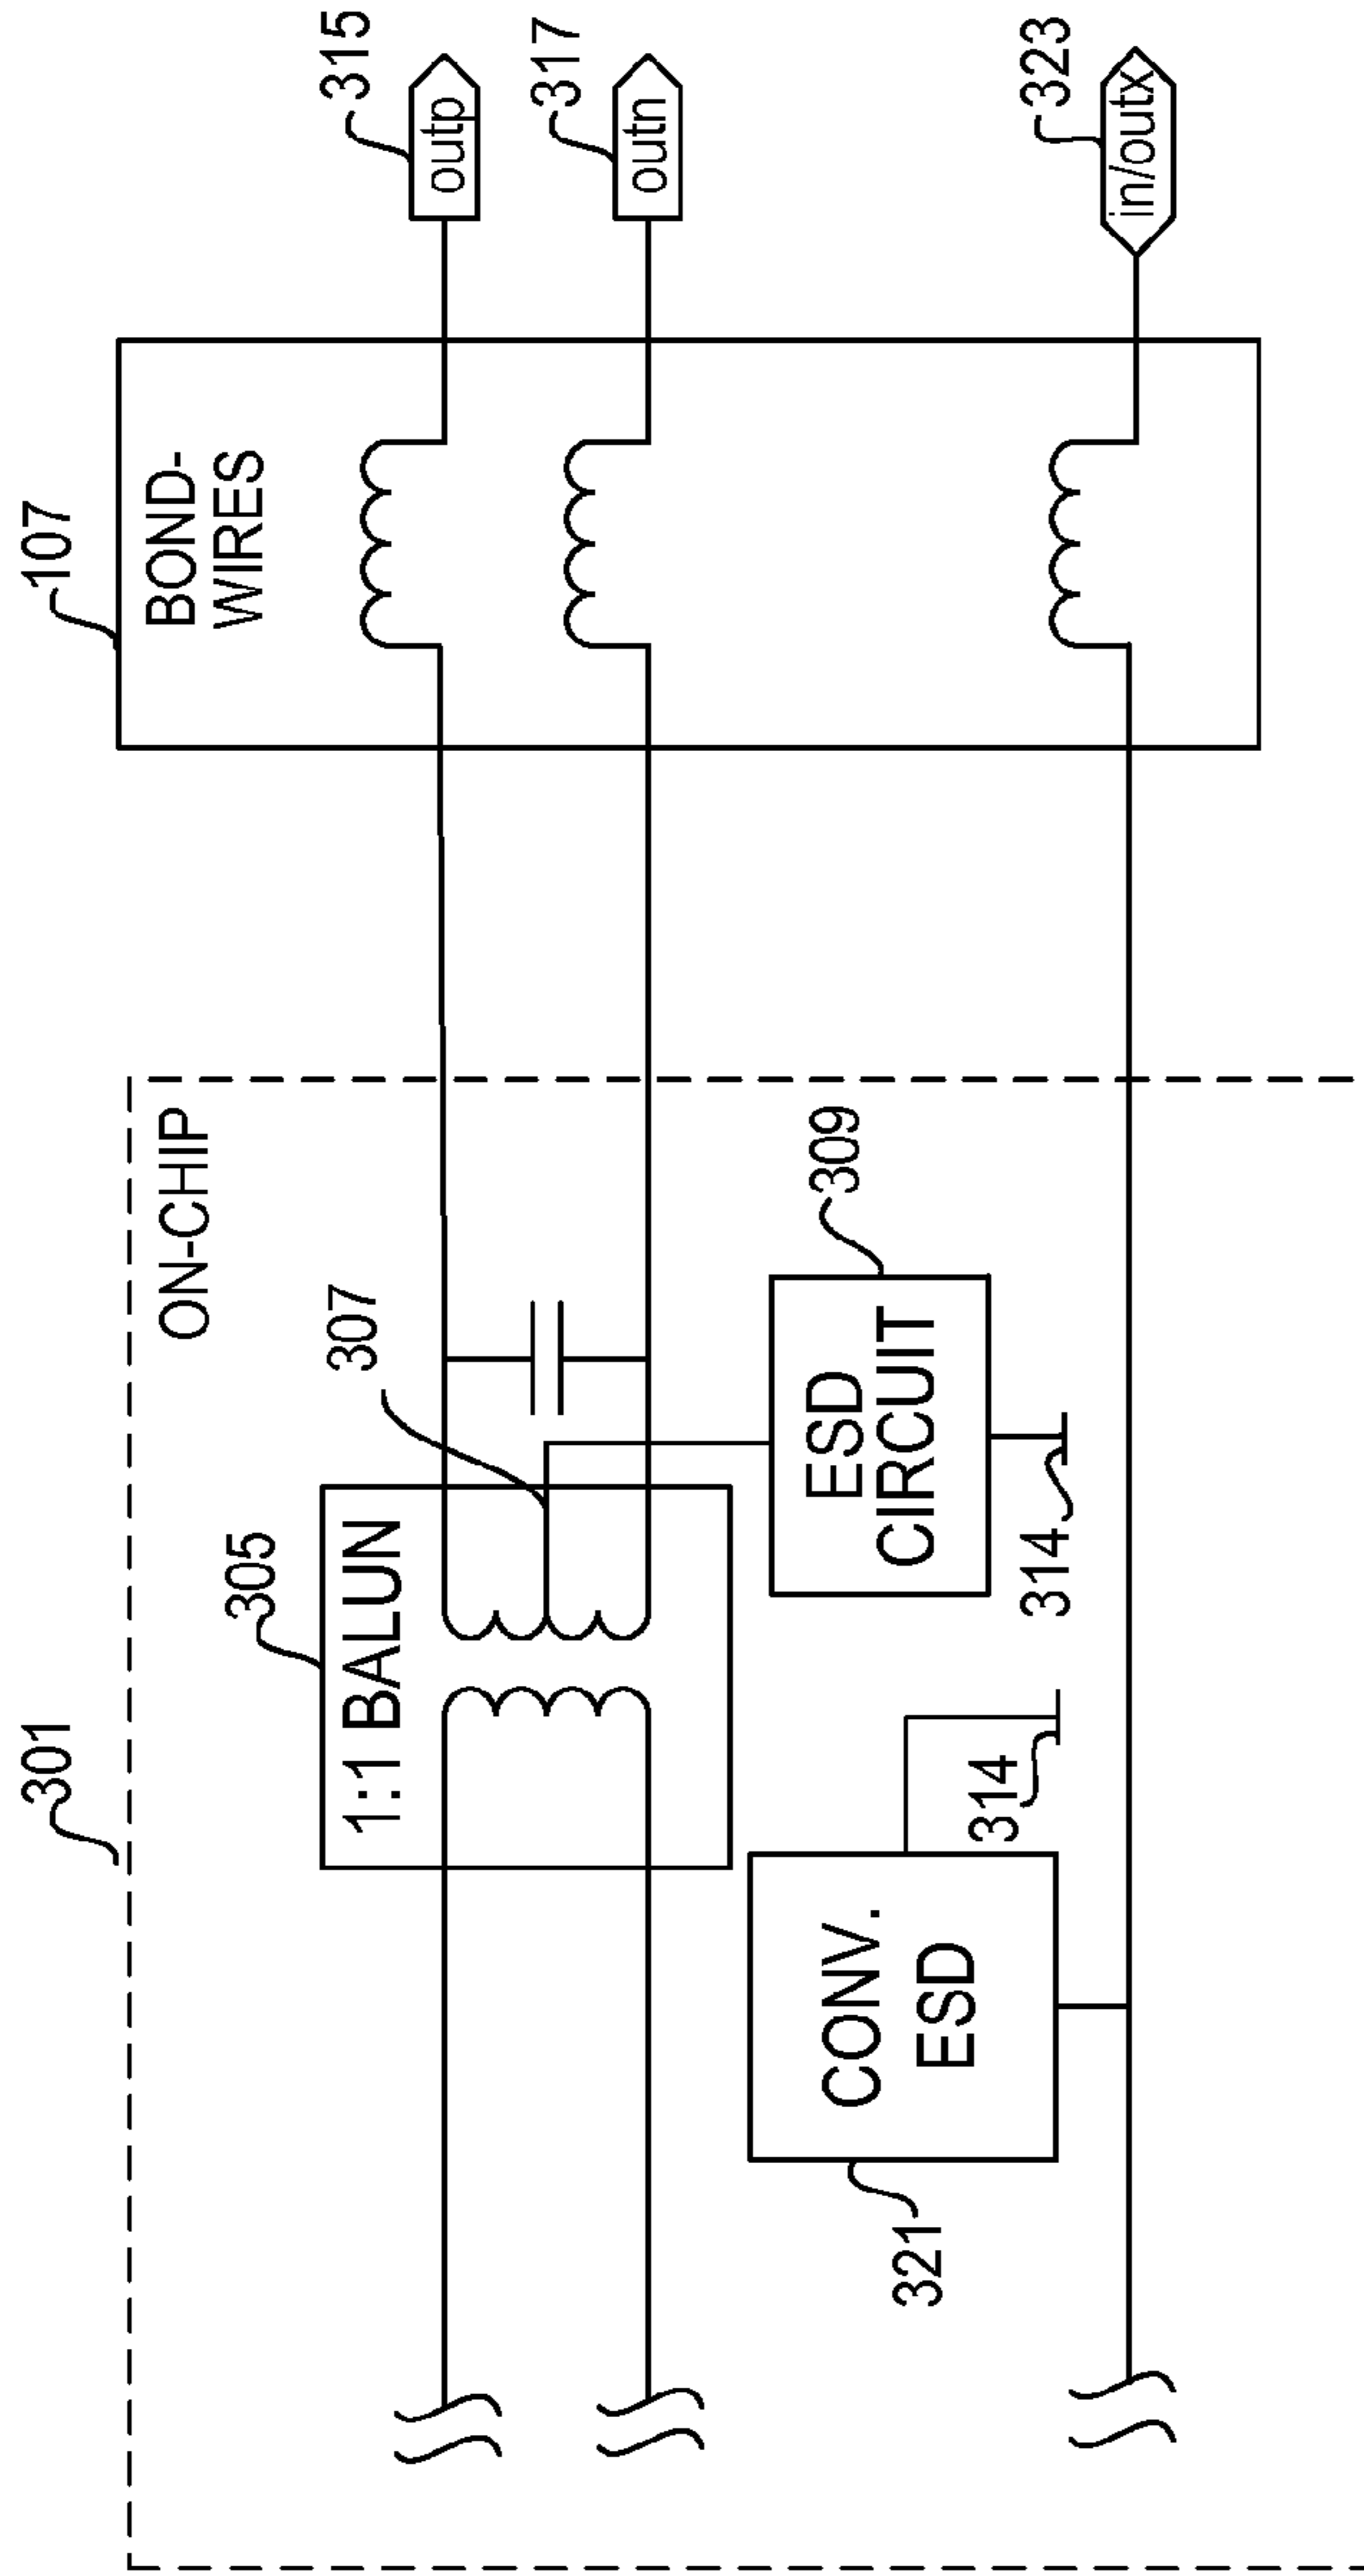 301
ON-CHIP
305
1:1 BALUN
307
ESD
CIRCUIT
309
314
CONV.
ESD
321
314
107
BOND-
WIRES
315
outp
317
outn
323
in/outx